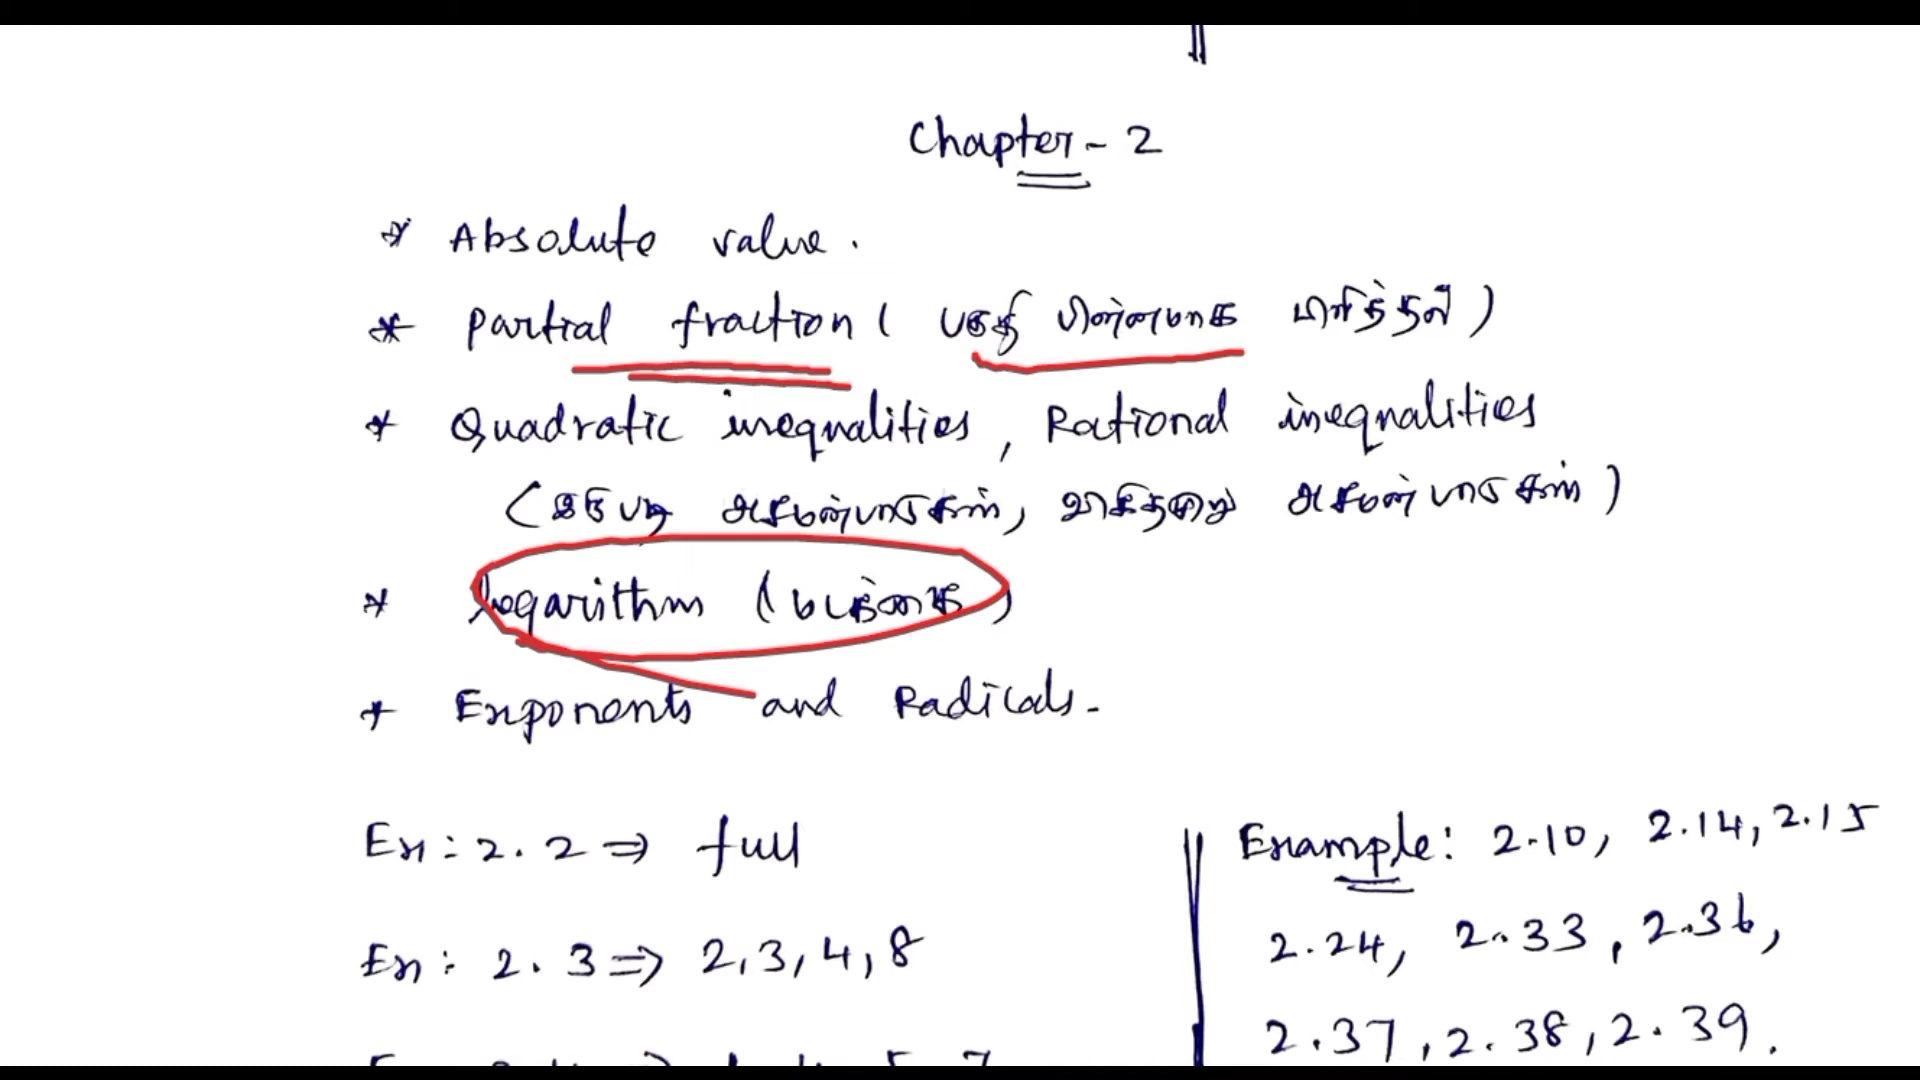 Chapter - 2
* Absolute value.
* Partial fraction ( பகுதி பின்னமாக பிரித்தல் )
* Quadratic inequalities, Rational inequalities
( இருபடி அசமன்பாடுகள், விகிதமுறு அசமன்பாடுகள் )
* logarithm ( மடக்கை )
* Exponents and Radicals.
Ex: 2.2 ⇒ full
Ex: 2.3 ⇒ 2, 3, 4, 8
Example: 2.10, 2.14, 2.15
2.24, 2.33, 2.36,
2.37, 2.38, 2.39.